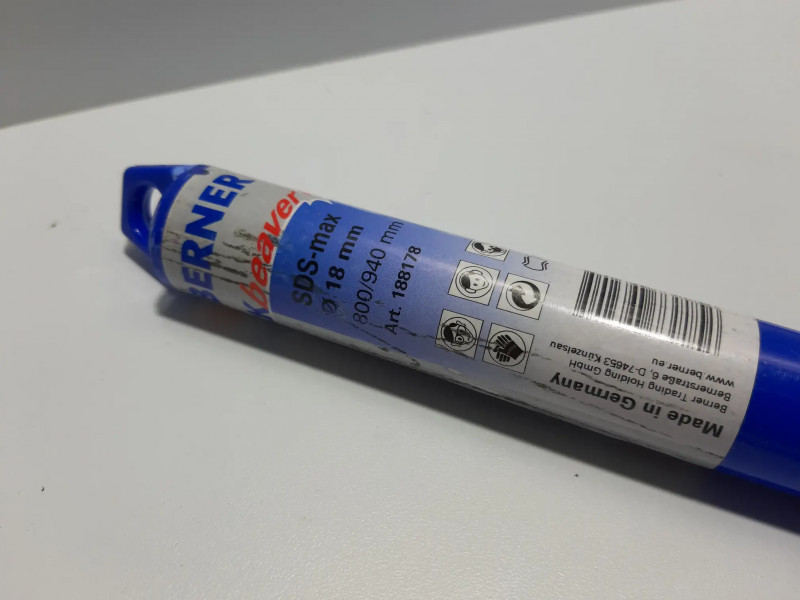 BERNER
beaver
SDS-max
Ø 18 mm
800/940 mm
Art. 188178
Made in Germany
Berner Trading Holding GmbH
Bernerstraße 6, D-74653 Künzelsau
www.berner.eu